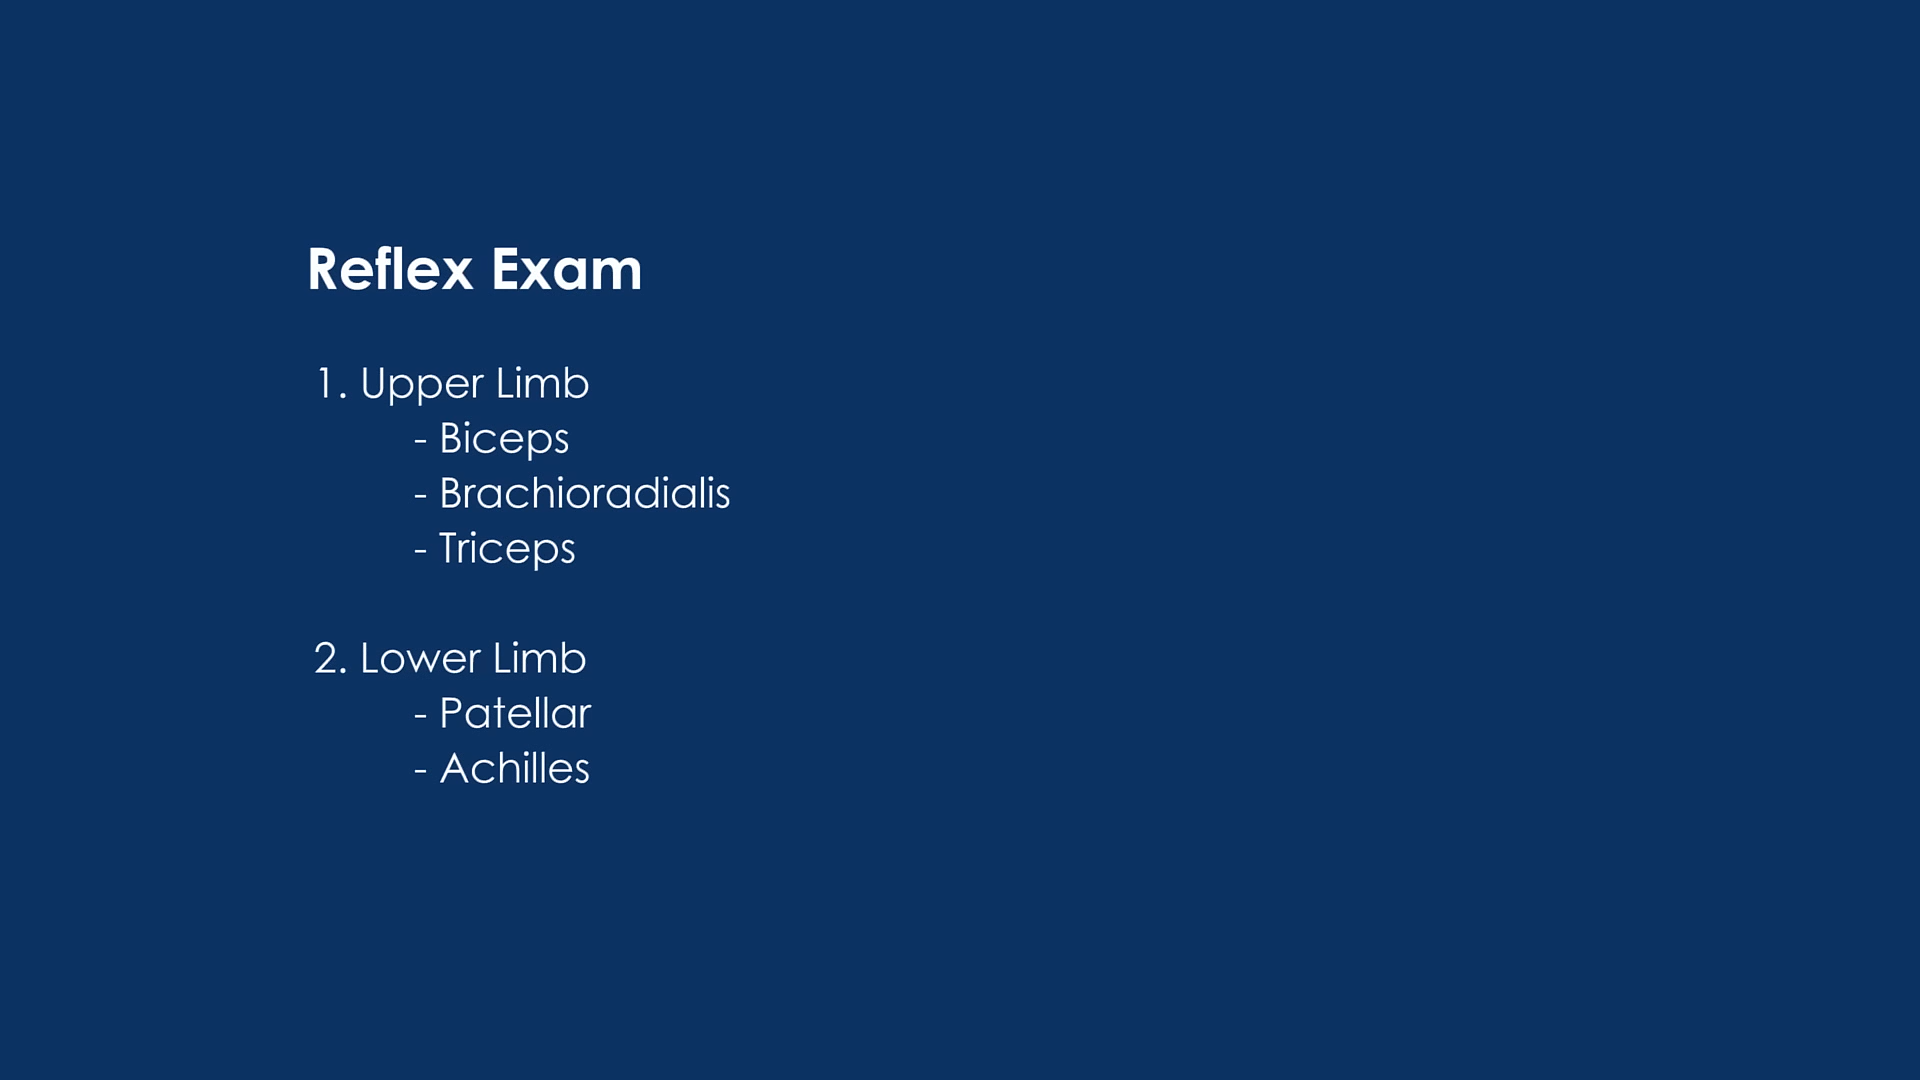 Reflex Exam
1. Upper Limb
- Biceps
- Brachioradialis
- Triceps
2. Lower Limb
- Patellar
- Achilles